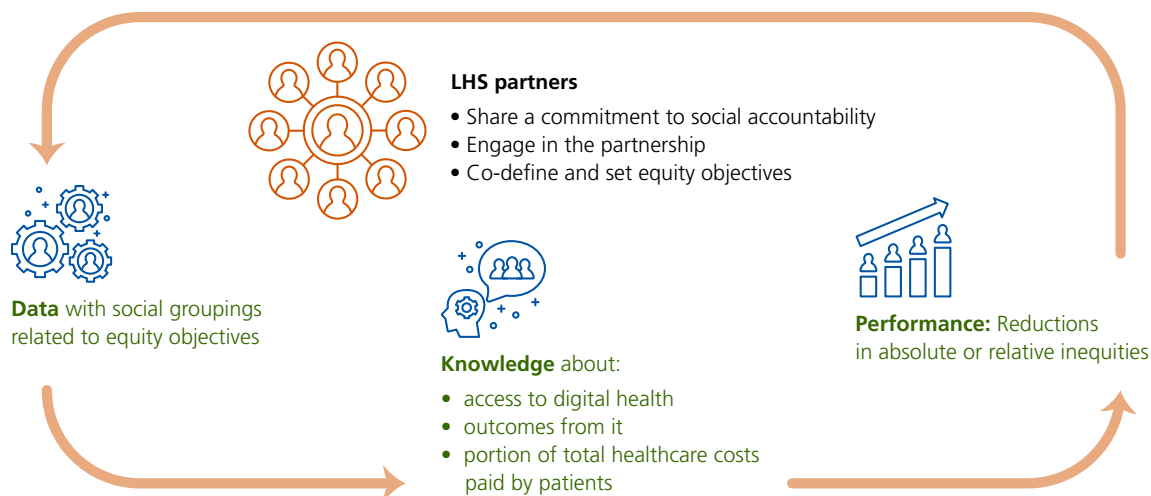 LHS partners
• Share a commitment to social accountability
• Engage in the partnership
• Co-define and set equity objectives
Data with social groupings
related to equity objectives
Knowledge about:
• access to digital health
• outcomes from it
• portion of total healthcare costs
paid by patients
Performance: Reductions
in absolute or relative inequities